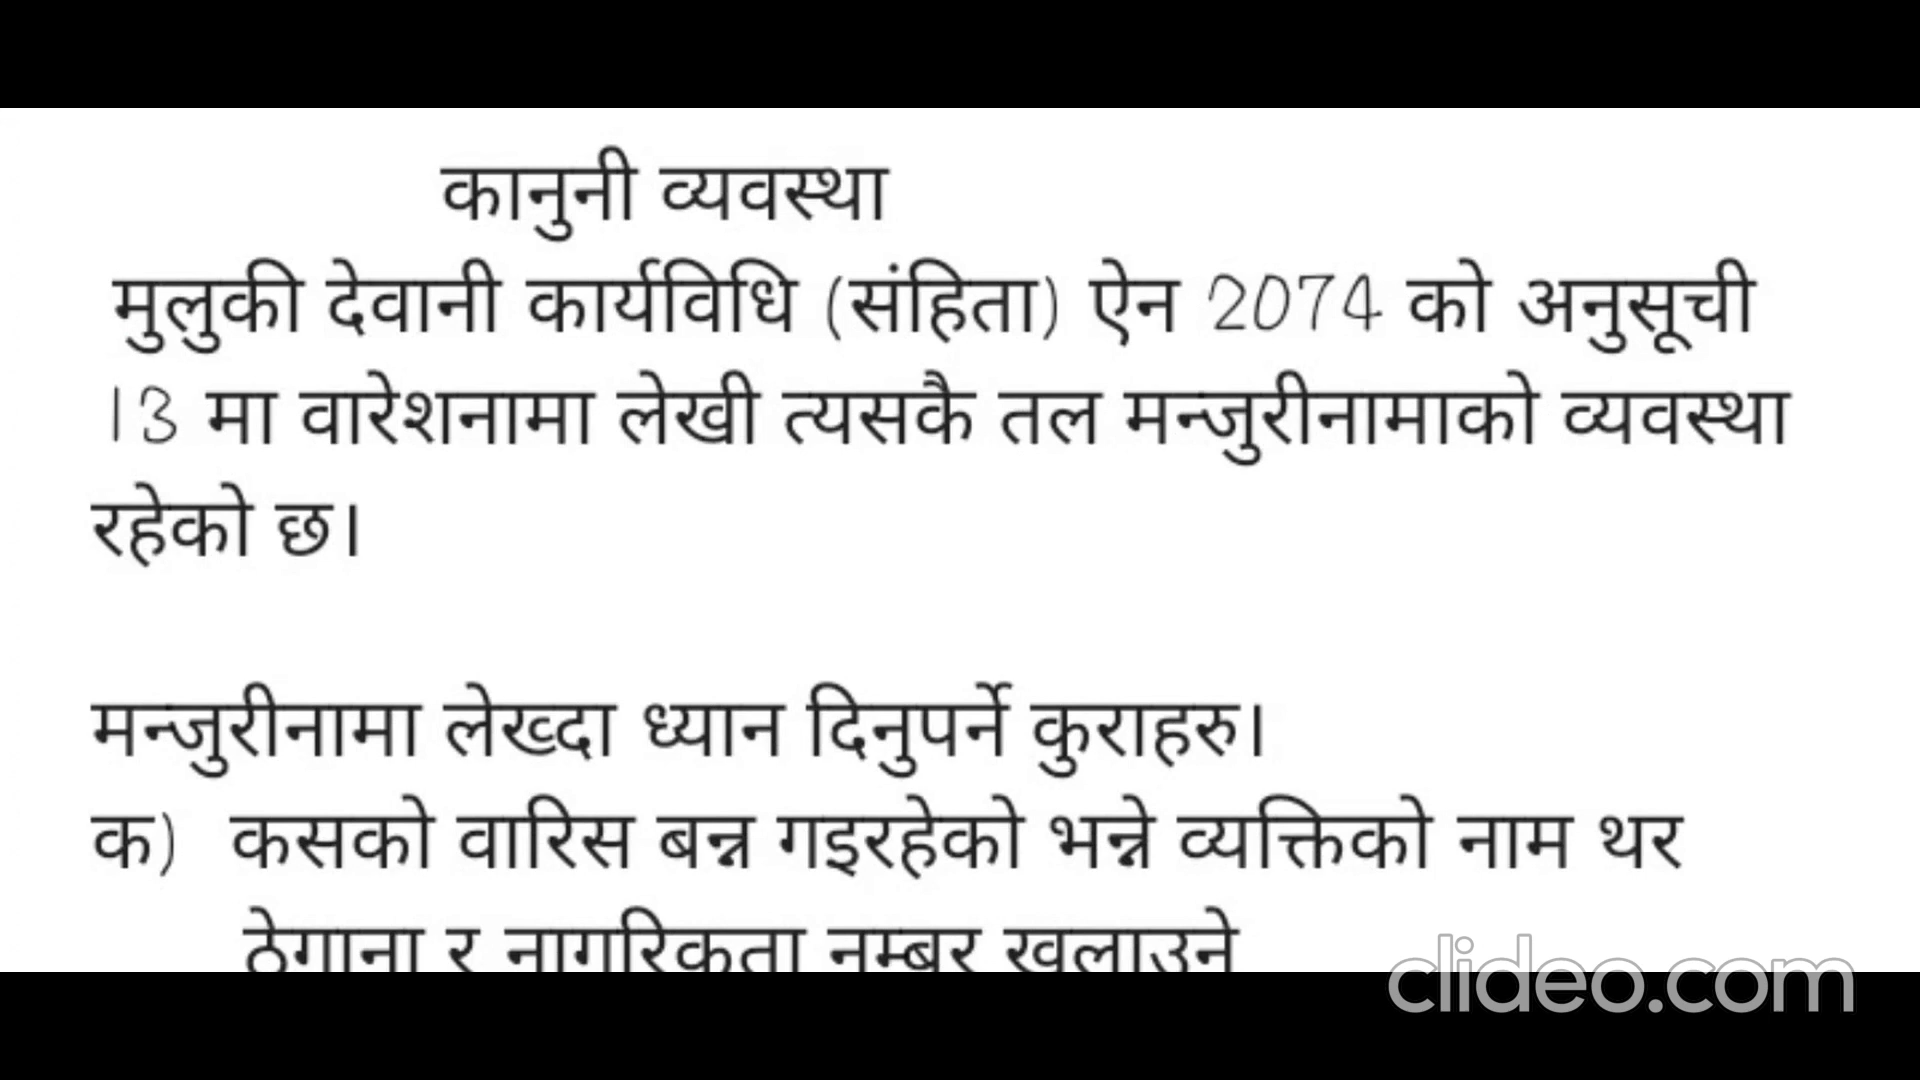 कानुनी व्यवस्था
मुलुकी देवानी कार्यविधि (संहिता) ऐन 2074 को अनुसूची
13 मा वारेशनामा लेखी त्यसकै तल मन्जुरीनामाको व्यवस्था
रहेको छ।
मन्जुरीनामा लेख्दा ध्यान दिनुपर्ने कुराहरु।
क) कसको वारिस बन्न गइरहेको भन्ने व्यक्तिको नाम थर
ठेगाना र नागरिकता नम्बर खुलाउने
clideo.com